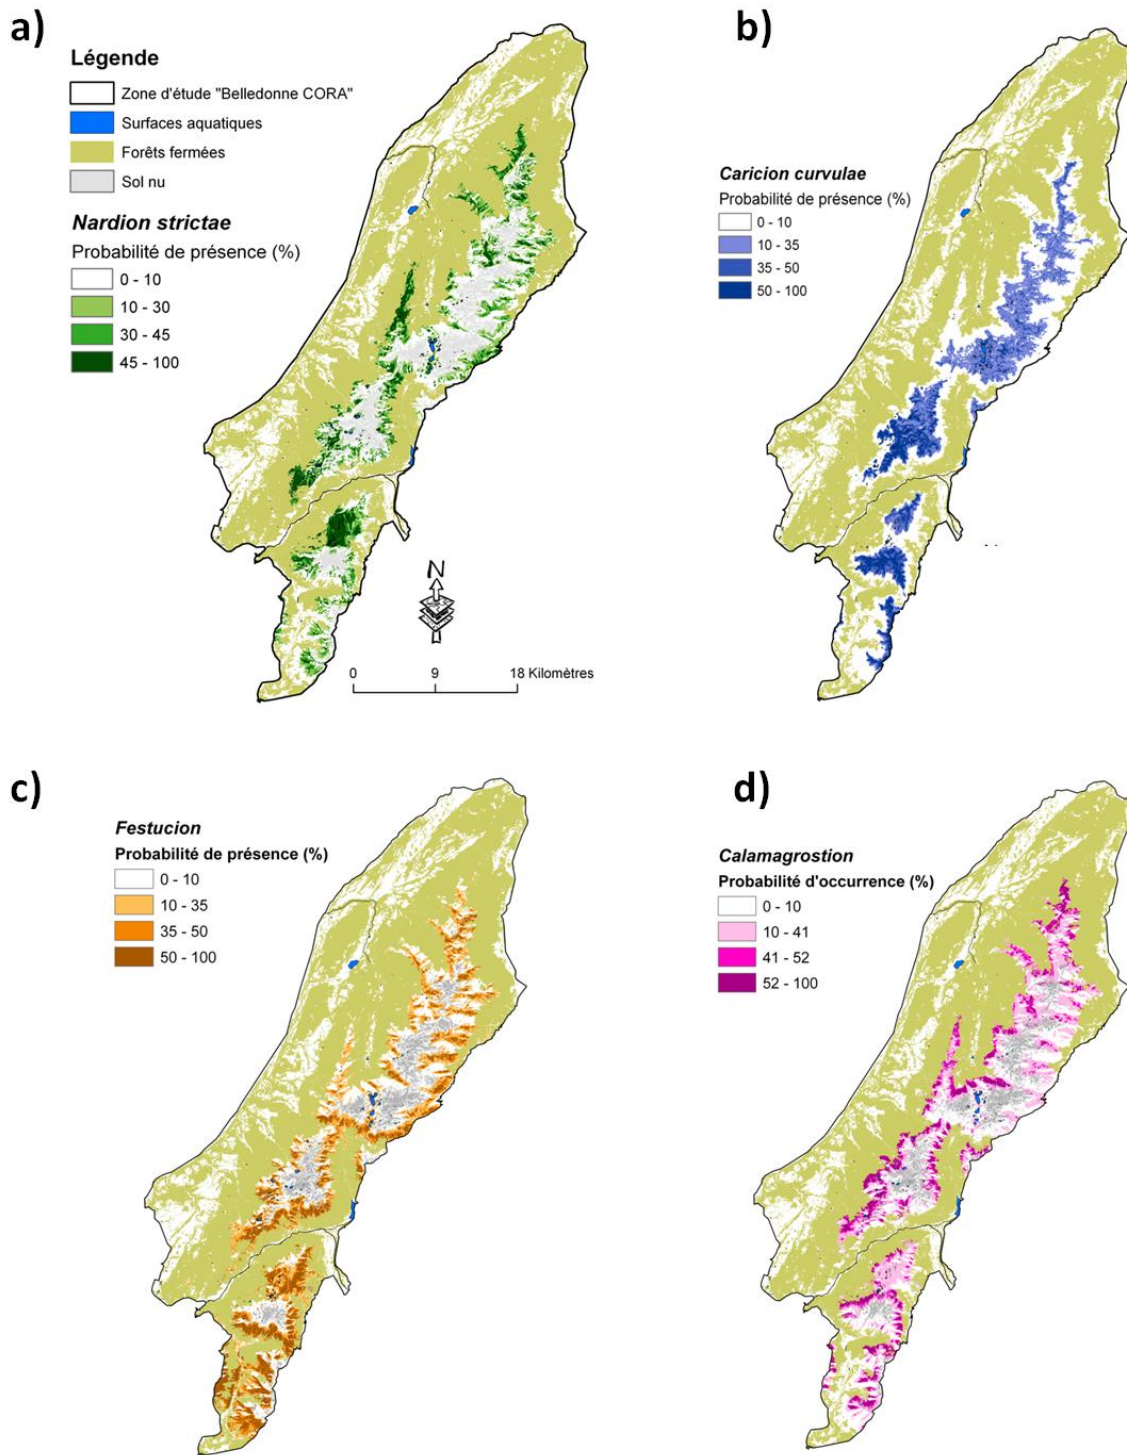 a)
Légende
Zone d'étude "Belledonne CORA"
Surfaces aquatiques
Forêts fermées
Sol nu
Nardion strictae
Probabilité de présence (%)
0 - 10
10 - 30
30 - 45
45 - 100
N
0 9 18 Kilomètres
b)
Caricion curvulae
Probabilité de présence (%)
0 - 10
10 - 35
35 - 50
50 - 100
c)
Festucion
Probabilité de présence (%)
0 - 10
10 - 35
35 - 50
50 - 100
d)
Calamagrostion
Probabilité d'occurrence (%)
0 - 10
10 - 41
41 - 52
52 - 100